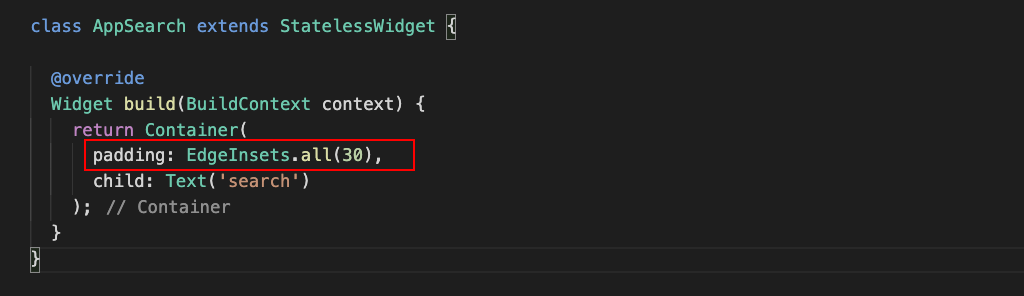 class AppSearch extends StatelessWidget {
@override
Widget build(BuildContext context) {
return Container(
padding: EdgeInsets.all(30),
child: Text('search')
); // Container
}
}